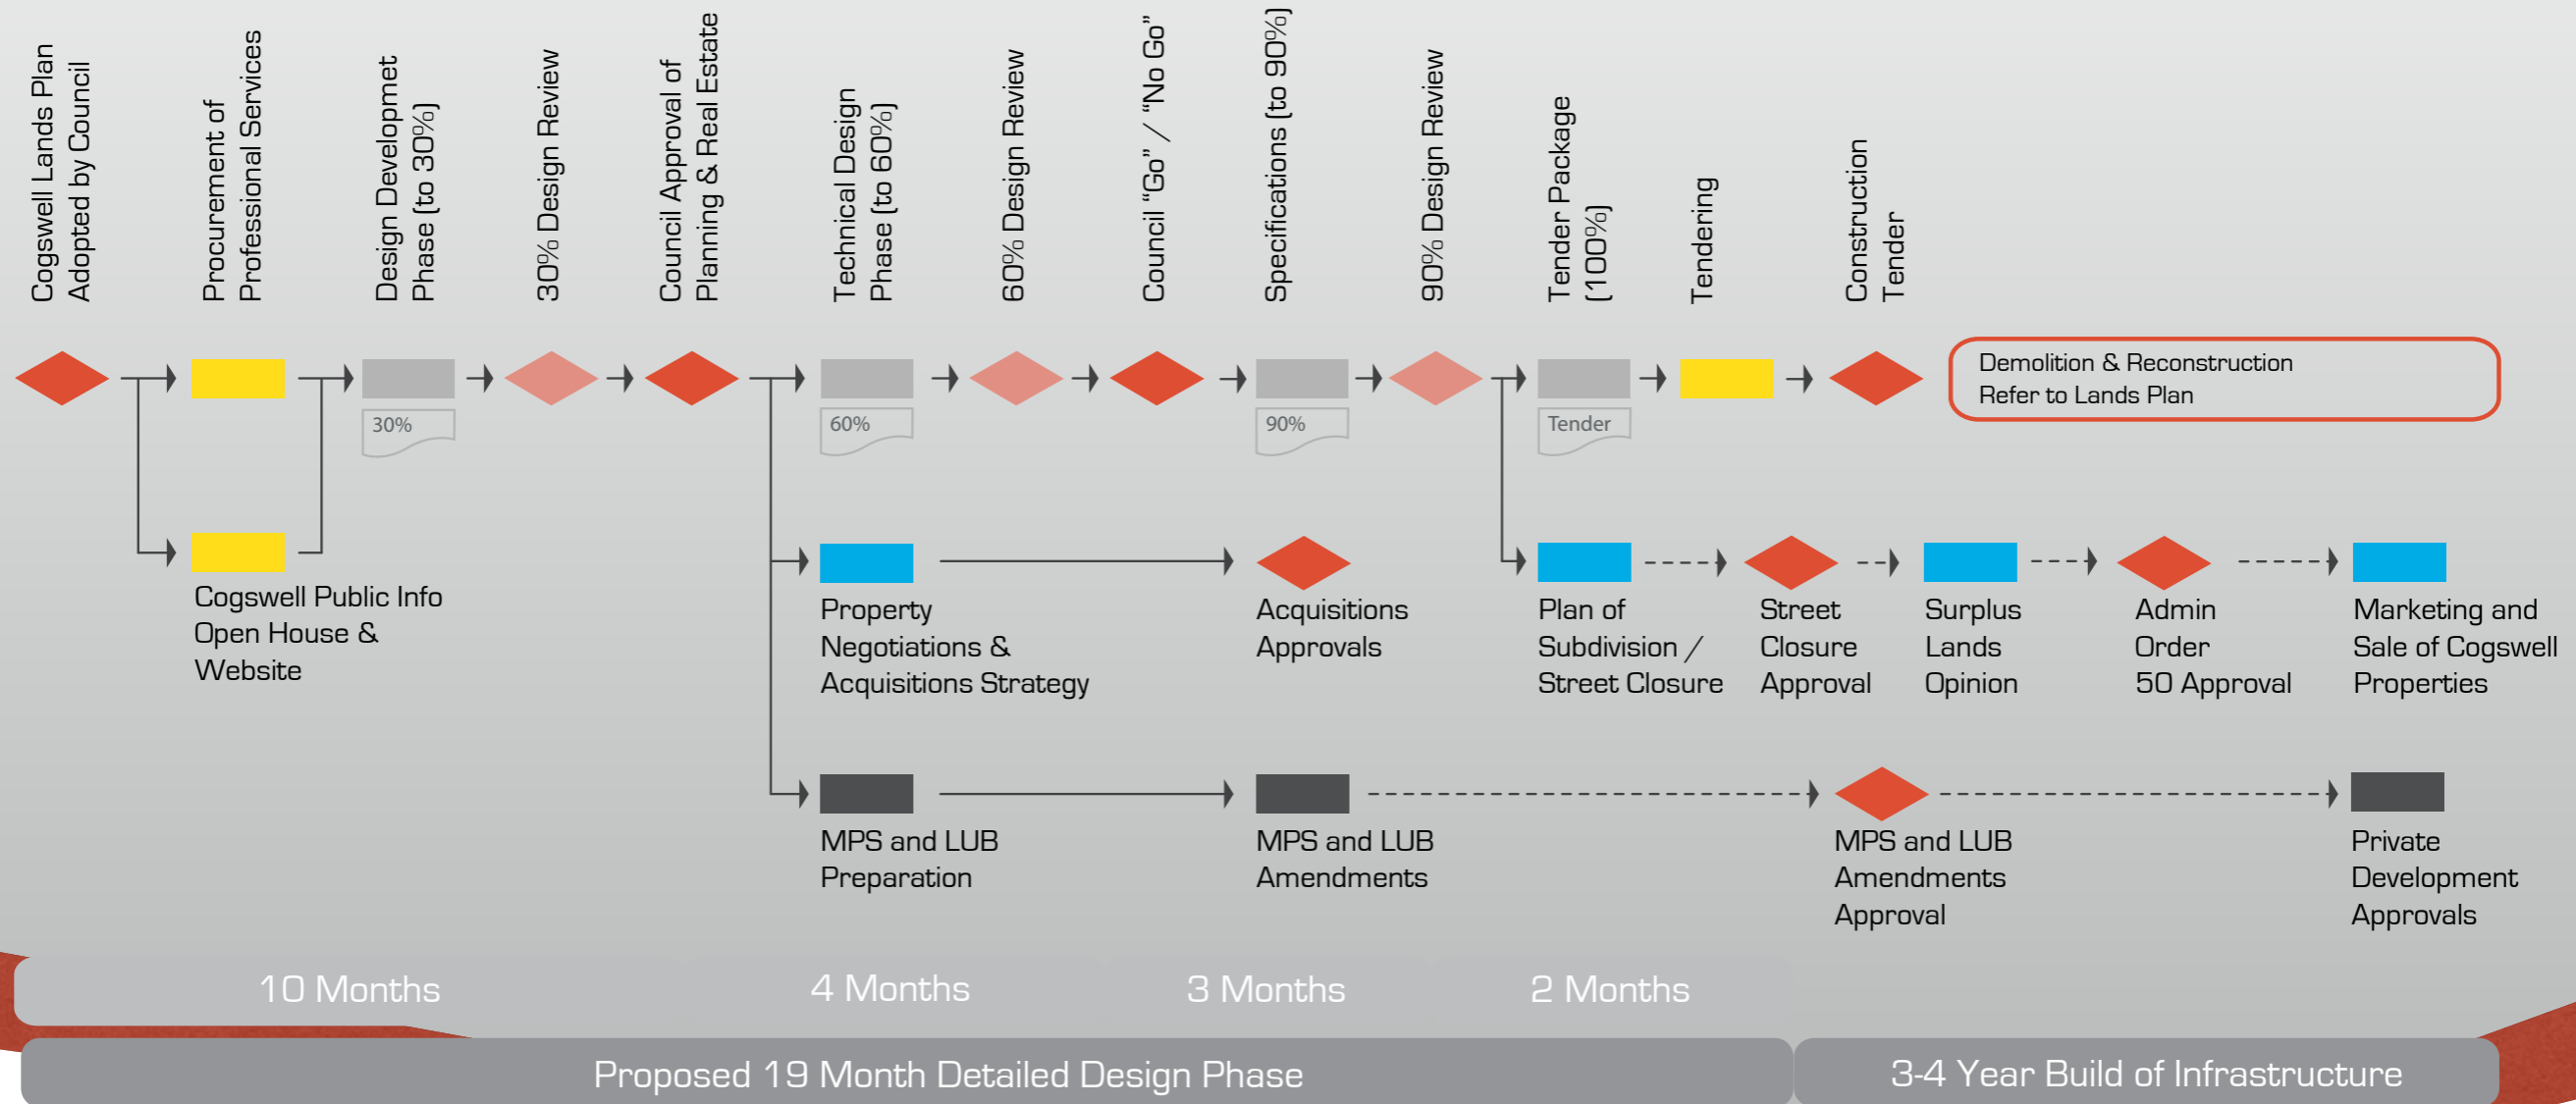 Cogswell Lands Plan
Adopted by Council
Procurement of
Professional Services
Design Developmet
Phase (to 30%)
30% Design Review
Council Approval of
Planning & Real Estate
Technical Design
Phase (to 60%)
60% Design Review
Council “Go” / “No Go”
Specifications (to 90%)
90% Design Review
Tender Package
(100%)
Tendering
Construction
Tender
Demolition & Reconstruction
Refer to Lands Plan
30%
60%
90%
Tender
Cogswell Public Info
Open House &
Website
Property
Negotiations &
Acquisitions Strategy
Acquisitions
Approvals
Plan of
Subdivision /
Street Closure
Street
Closure
Approval
Surplus
Lands
Opinion
Admin
Order
50 Approval
Marketing and
Sale of Cogswell
Properties
MPS and LUB
Preparation
MPS and LUB
Amendments
MPS and LUB
Amendments
Approval
Private
Development
Approvals
10 Months
4 Months
3 Months
2 Months
Proposed 19 Month Detailed Design Phase
3-4 Year Build of Infrastructure